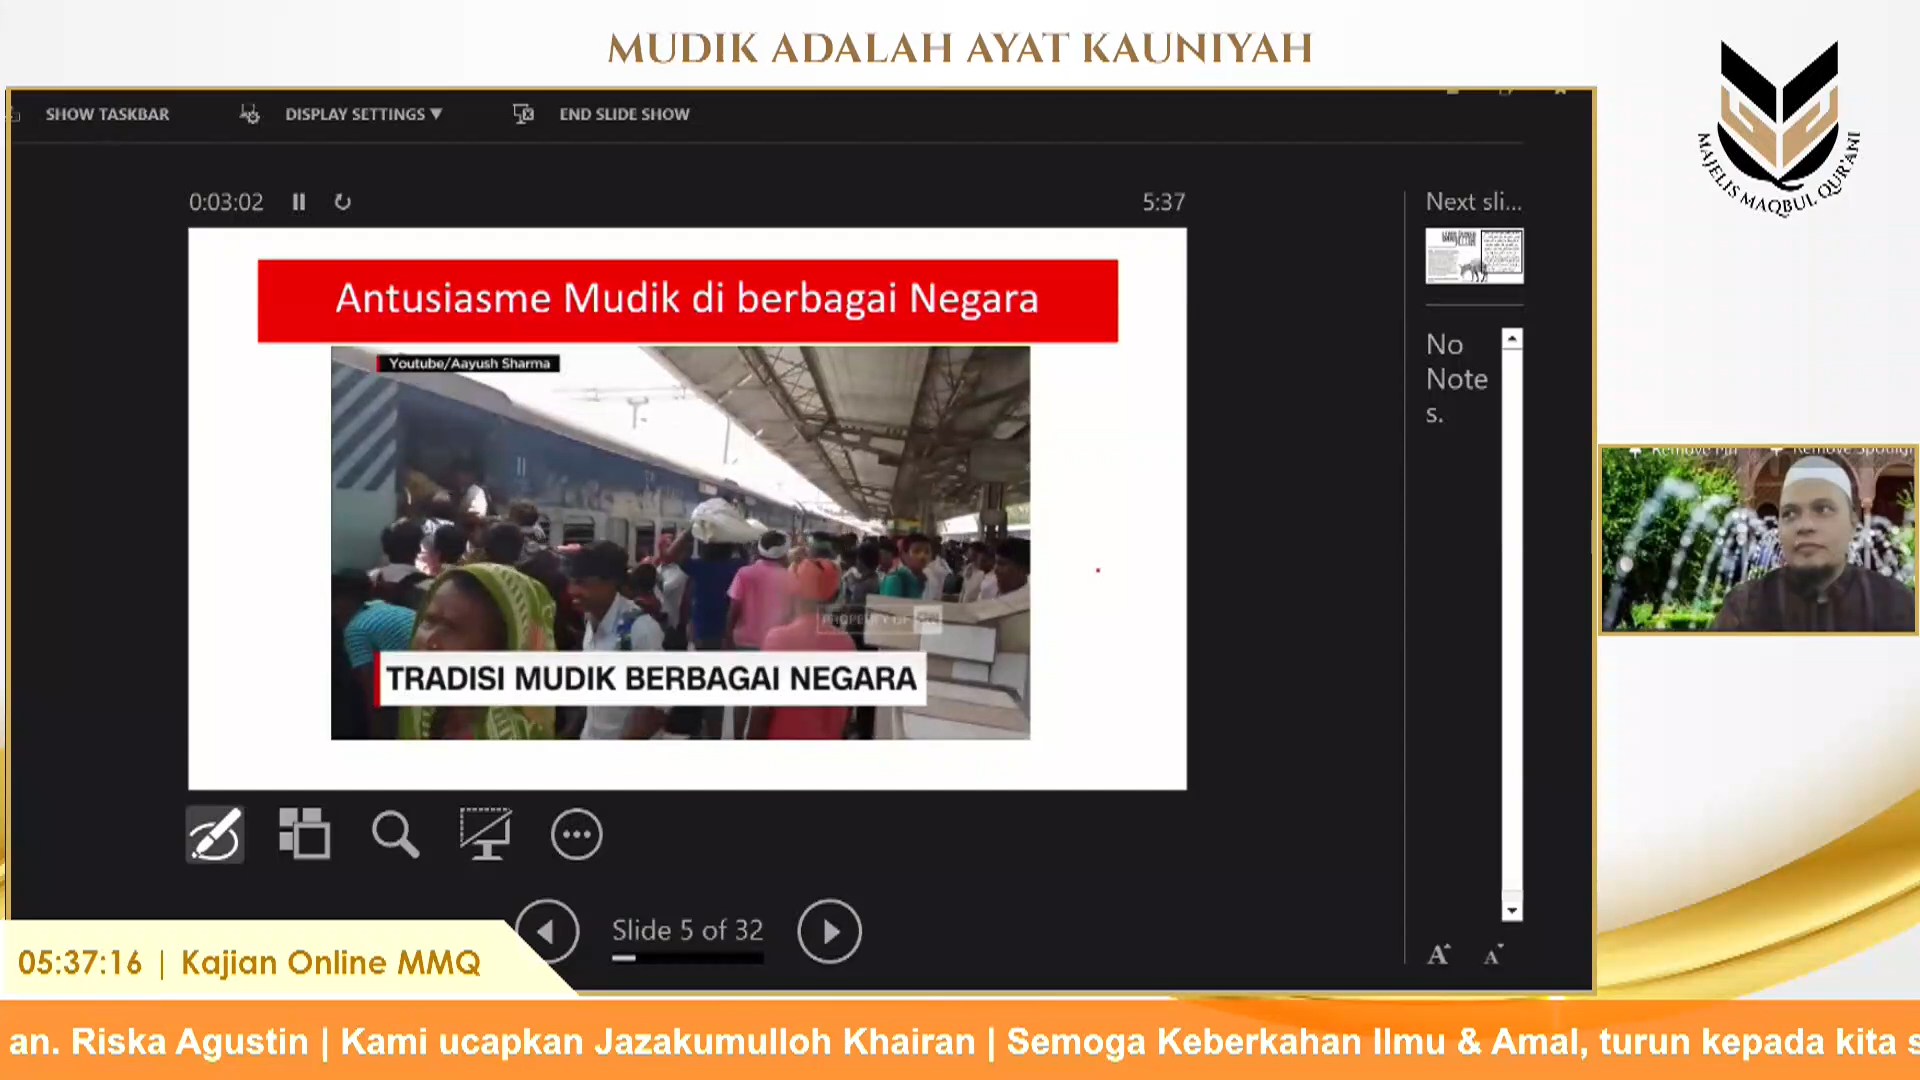 MUDIK ADALAH AYAT KAUNIYAH
MAJELIS MAQBUL QUR'ANI
SHOW TASKBAR
DISPLAY SETTINGS ▼
END SLIDE SHOW
0:03:02
5:37
Next sli...
Antusiasme Mudik di berbagai Negara
Youtube/Aayush Sharma
PROPERTY OF
TRADISI MUDIK BERBAGAI NEGARA
No
Note
s.
Slide 5 of 32
05:37:16 | Kajian Online MMQ
an. Riska Agustin | Kami ucapkan Jazakumulloh Khairan | Semoga Keberkahan Ilmu & Amal, turun kepada kita s